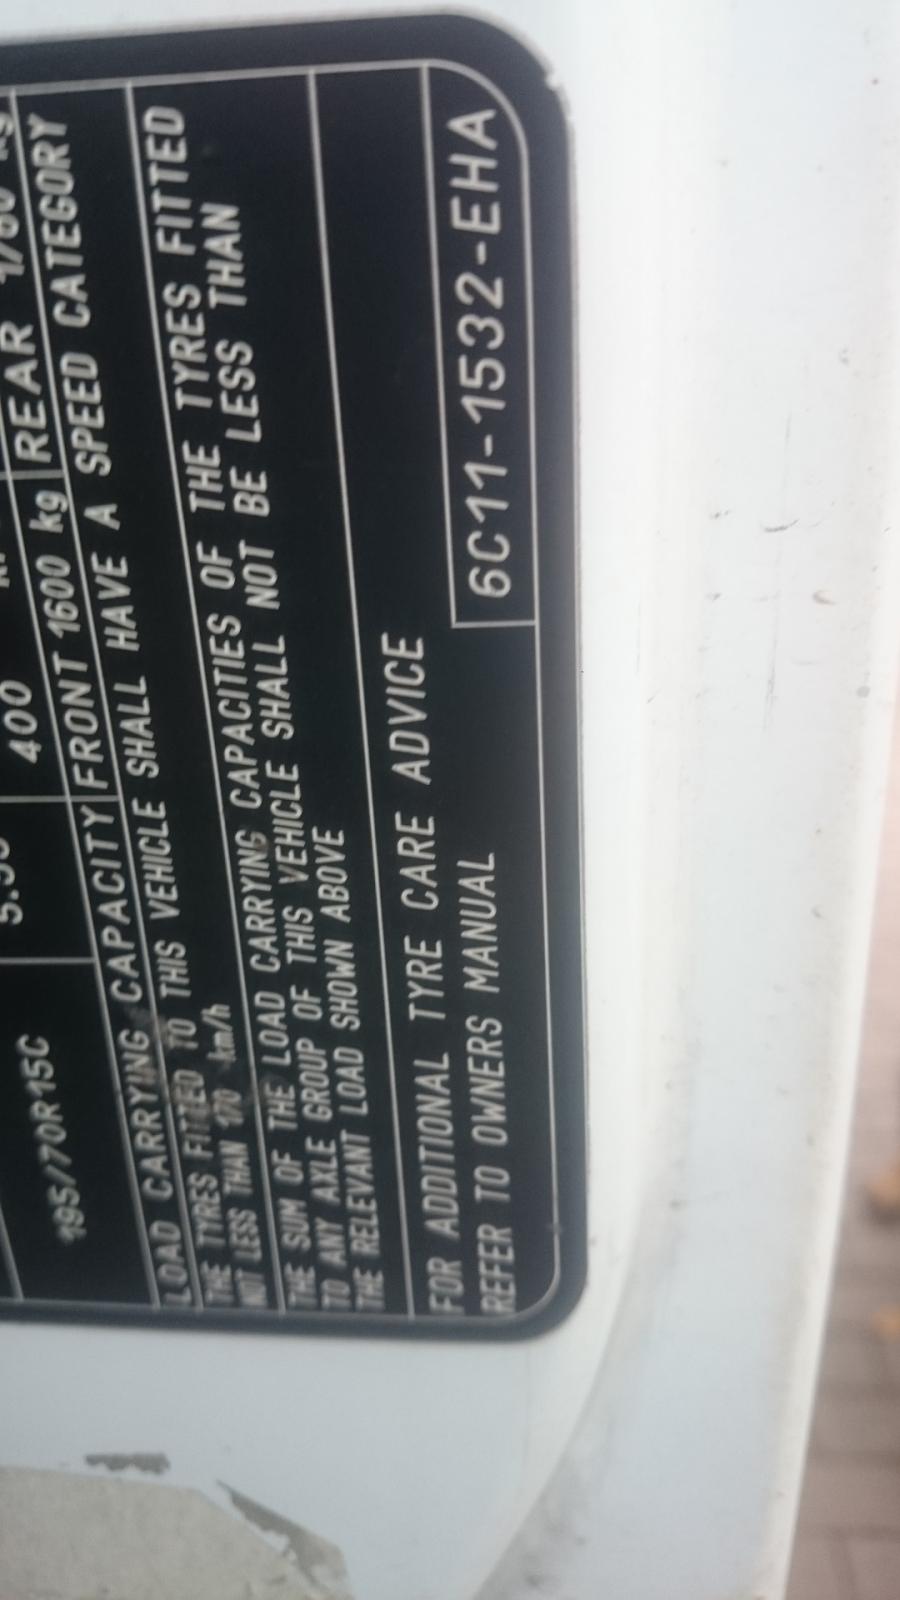 195/70R15C 400
LOAD CARRYING CAPACITY FRONT 1600 kg REAR kg
THE TYRES FITTED TO THIS VEHICLE SHALL HAVE A SPEED CATEGORY
NOT LESS THAN 170 km/h
THE SUM OF THE LOAD CARRYING CAPACITIES OF THE TYRES FITTED
TO ANY AXLE GROUP OF THIS VEHICLE SHALL NOT BE LESS THAN
THE RELEVANT LOAD SHOWN ABOVE
FOR ADDITIONAL TYRE CARE ADVICE
REFER TO OWNERS MANUAL
6C11-1532-EHA